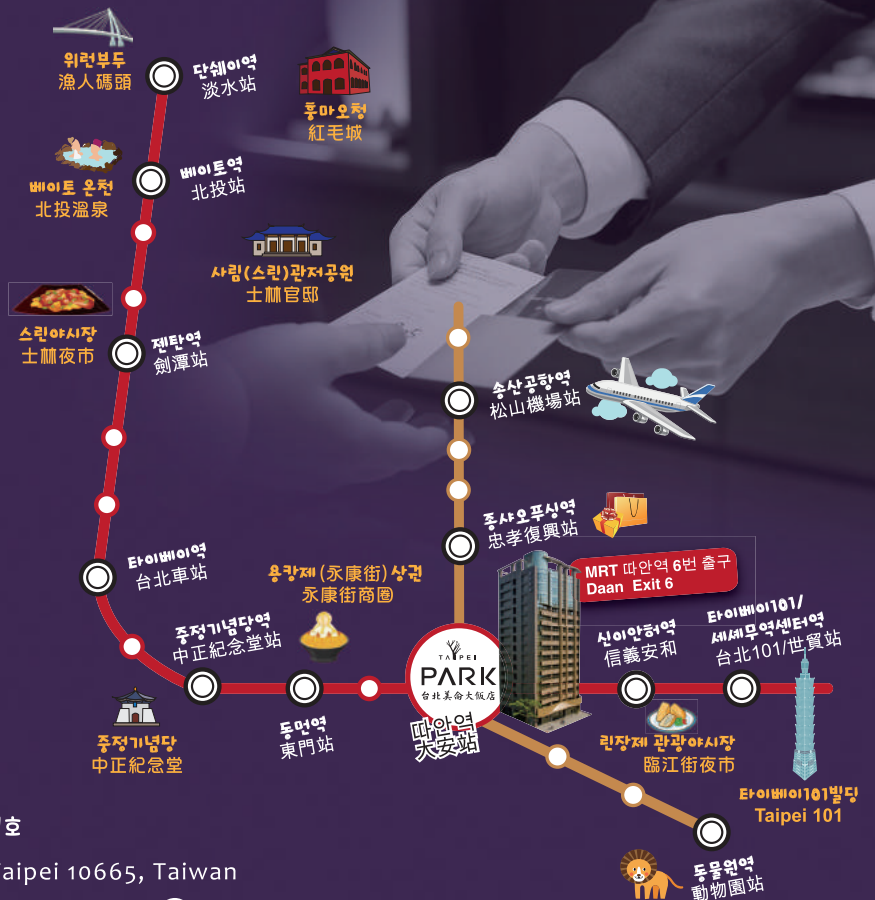 위런부두
漁人碼頭
단쉐이역
淡水站
홍마오청
紅毛城
베이토 온천
北投溫泉
베이토역
北投站
사림(스린)관저공원
士林官邸
스린야시장
士林夜市
젠탄역
劍潭站
송산공항역
松山機場站
종샤오푸싱역
忠孝復興站
타이베이역
台北車站
용캉제 (永康街) 상권
永康街商圈
MRT 따안역 6번 출구
Daan Exit 6
중정기념당역
中正紀念堂站
신이안허역
信義安和
타이베이101/
세계무역센터역
台北101/世貿站
TAIPEI
PARK
台北美侖大飯店
따안역
大安站
동먼역
東門站
중정기념당
中正紀念堂
린장제 관광야시장
臨江街夜市
타이베이101빌딩
Taipei 101
호
aipei 10665, Taiwan
동물원역
動物園站